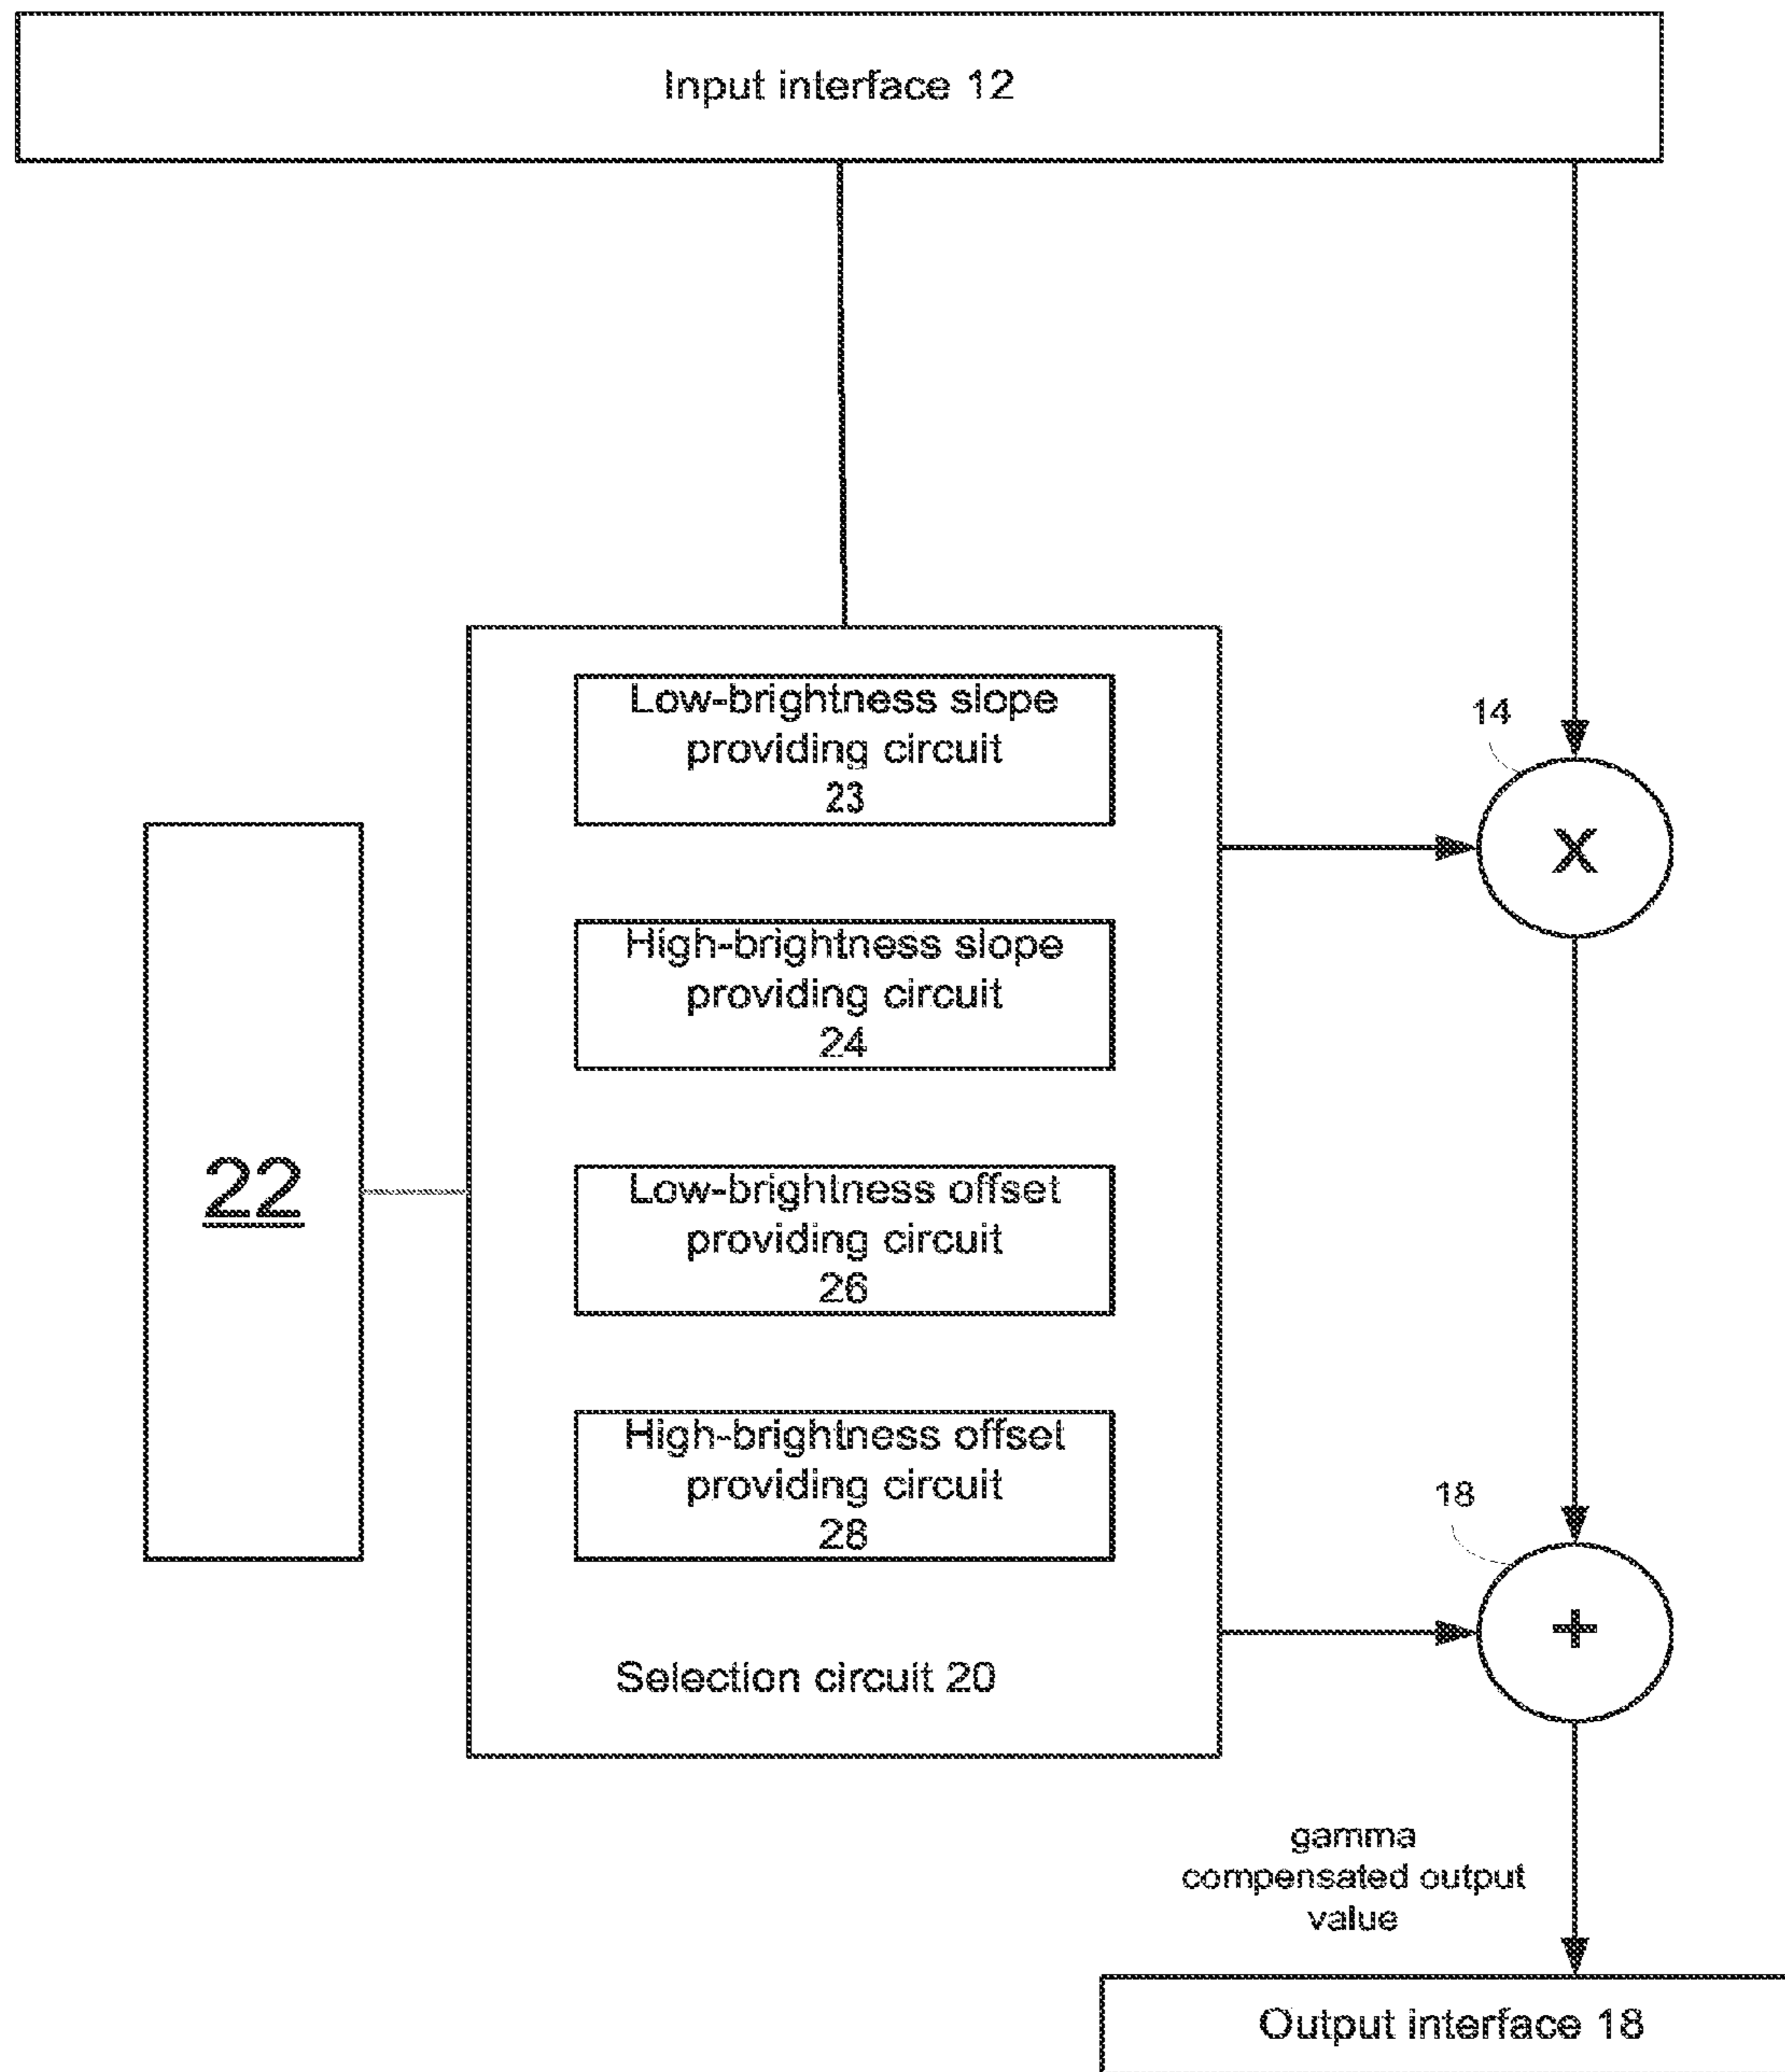 Input interface 12
Low-brightness slope
providing circuit
23
14
X
High-brightness slope
providing circuit
24
22
Low-brightness offset
providing circuit
26
High-brightness offset
providing circuit
28
18
+
Selection circuit 20
gamma
compensated output
value
Output interface 18